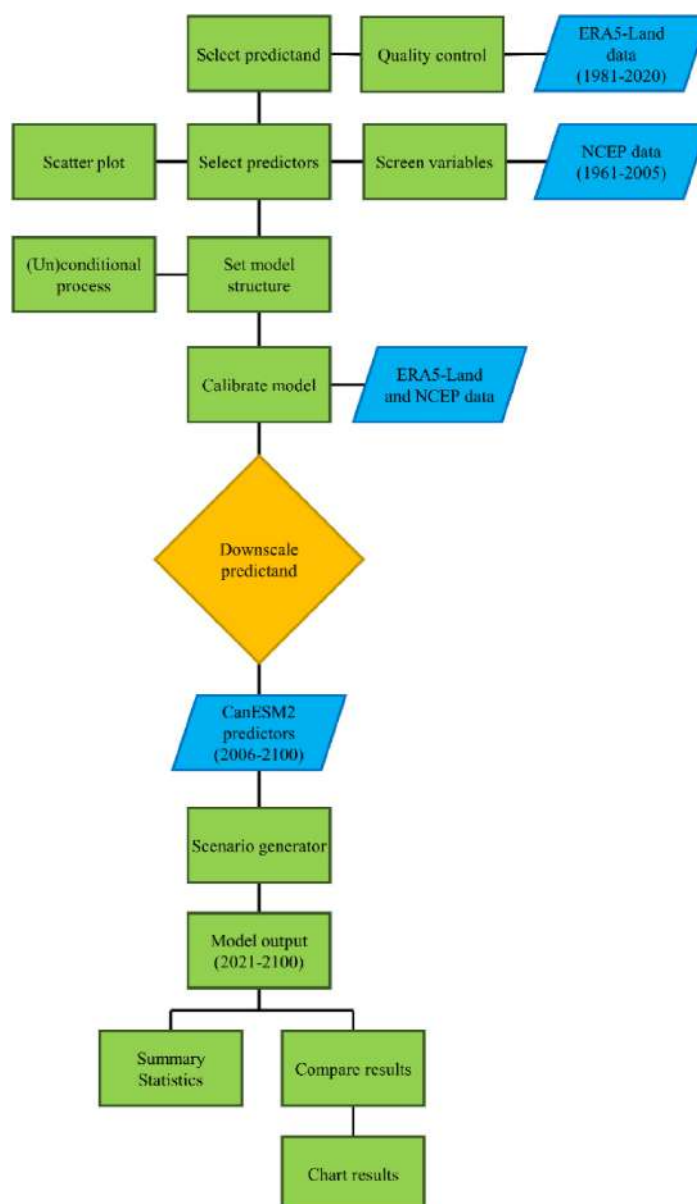 Select predictand
Quality control
ERA5-Land
data
(1981-2020)
Scatter plot
Select predictors
Screen variables
NCEP data
(1961-2005)
(Un)conditional
process
Set model
structure
Calibrate model
ERA5-Land
and NCEP data
Downscale
predictand
CanESM2
predictors
(2006-2100)
Scenario generator
Model output
(2021-2100)
Summary
Statistics
Compare results
Chart results